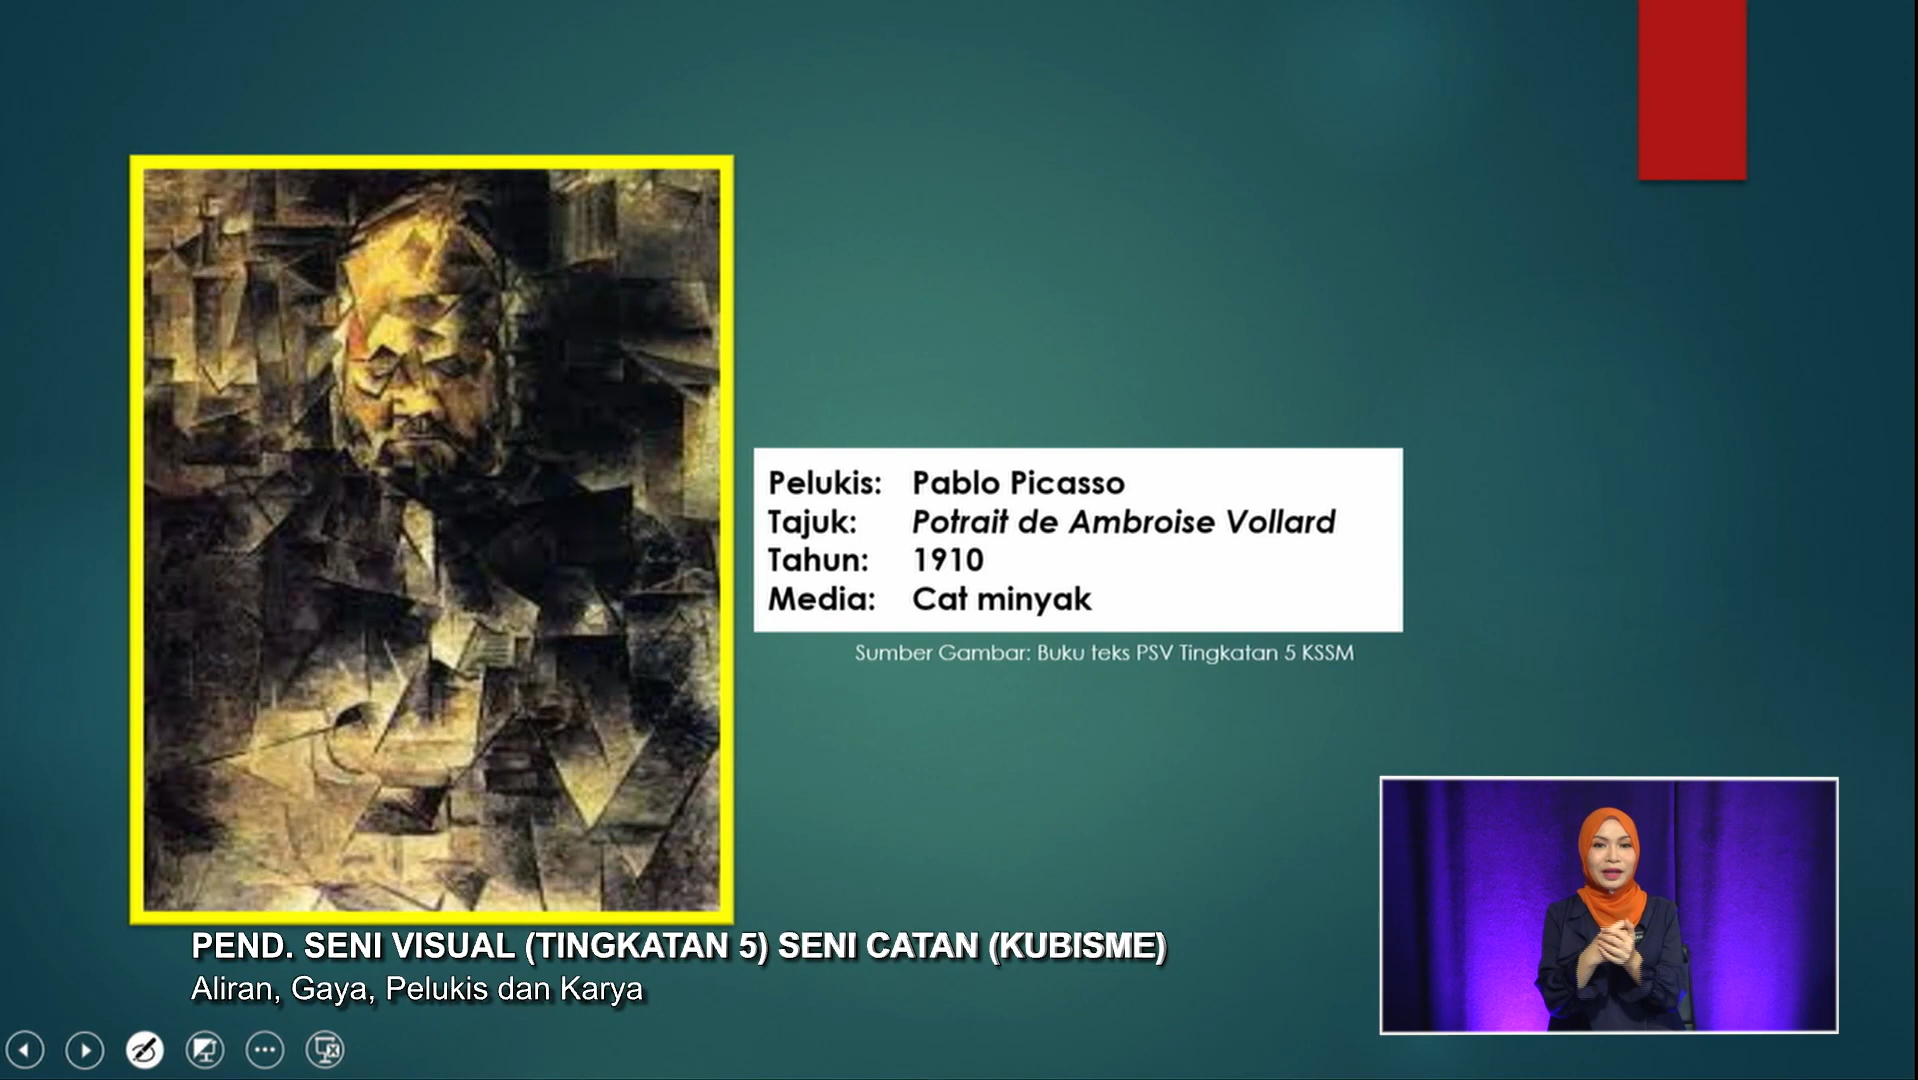 Pelukis: Pablo Picasso
Tajuk: Potrait de Ambroise Vollard
Tahun: 1910
Media: Cat minyak
Sumber Gambar: Buku teks PSV Tingkatan 5 KSSM
PEND. SENI VISUAL (TINGKATAN 5) SENI CATAN (KUBISME)
Aliran, Gaya, Pelukis dan Karya